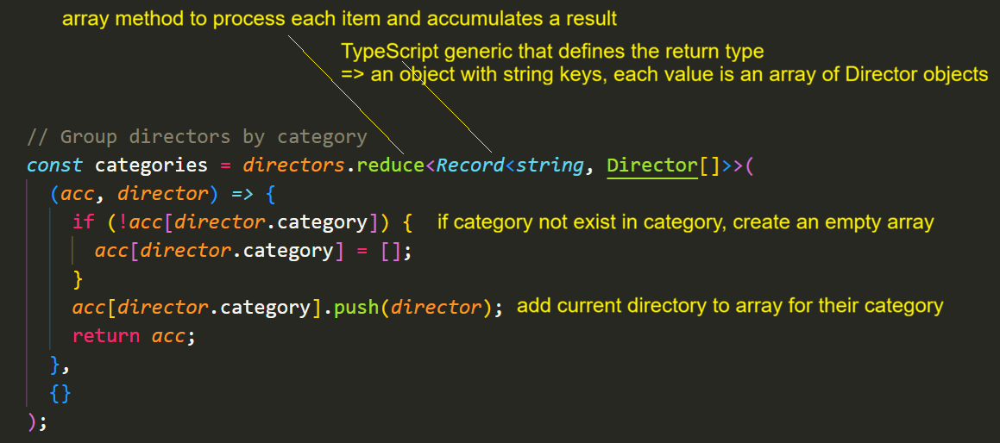 array method to process each item and accumulates a result
TypeScript generic that defines the return type
=> an object with string keys, each value is an array of Director objects
// Group directors by category
const categories = directors.reduce<Record<string, Director[]>>(
(acc, director) => {
if (!acc[director.category]) { if category not exist in category, create an empty array
acc[director.category] = [];
}
acc[director.category].push(director); add current directory to array for their category
return acc;
},
{}
);